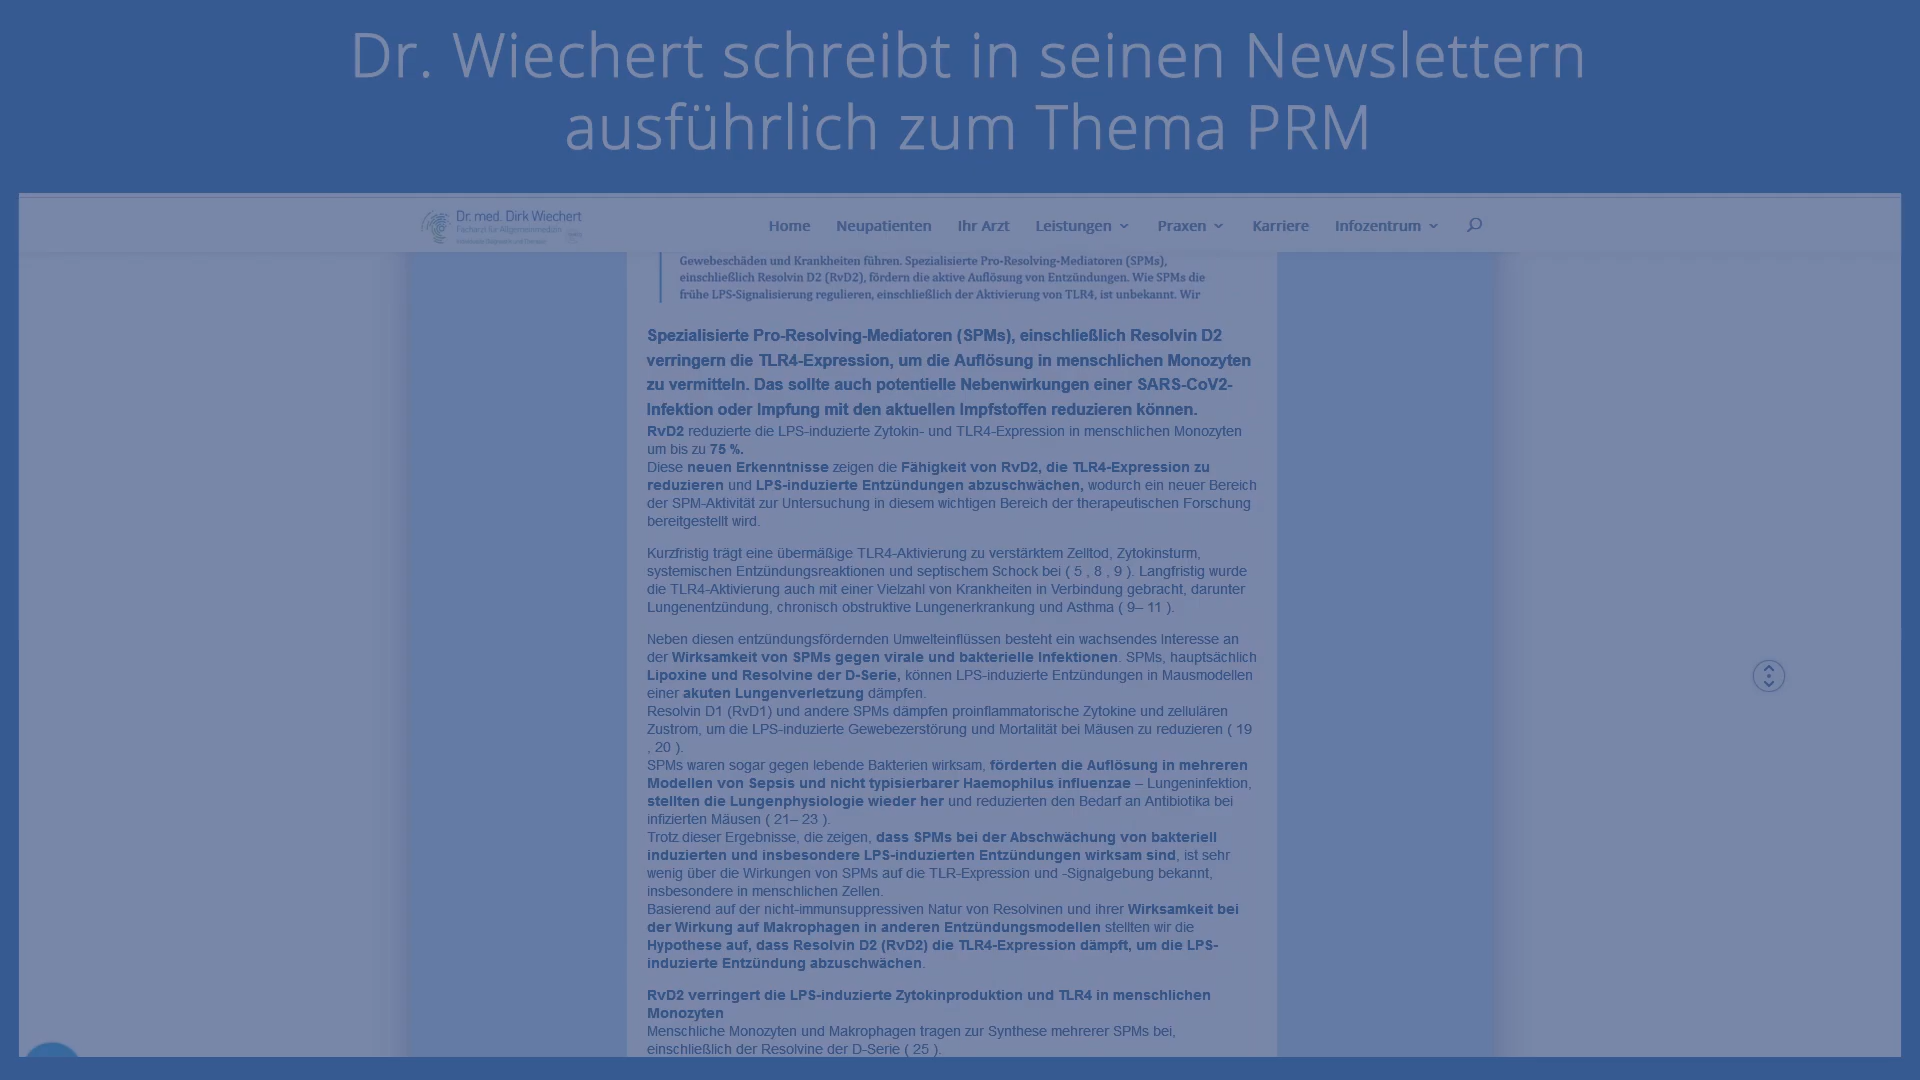 Dr. Wiechert schreibt in seinen Newslettern
ausführlich zum Thema PRM
Dr. med. Dirk Wiechert
Facharzt für Allgemeinmedizin
Home Neupatienten Ihr Arzt Leistungen Praxen Karriere Infozentrum
Gewebeschäden und Krankheiten führen. Spezialisierte Pro-Resolving-Mediatoren (SPMs),
einschließlich Resolvin D2 (RvD2), fördern die aktive Auflösung von Entzündungen. Wie SPMs die
frühe LPS-Signalisierung regulieren, einschließlich der Aktivierung von TLR4, ist unbekannt. Wir
Spezialisierte Pro-Resolving-Mediatoren (SPMs), einschließlich Resolvin D2
verringern die TLR4-Expression, um die Auflösung in menschlichen Monozyten
zu vermitteln. Das sollte auch potentielle Nebenwirkungen einer SARS-CoV2-
Infektion oder Impfung mit den aktuellen Impfstoffen reduzieren können.
RvD2 reduzierte die LPS-induzierte Zytokin- und TLR4-Expression in menschlichen Monozyten
um bis zu 75 %.
Diese neuen Erkenntnisse zeigen die Fähigkeit von RvD2, die TLR4-Expression zu
reduzieren und LPS-induzierte Entzündungen abzuschwächen, wodurch ein neuer Bereich
der SPM-Aktivität zur Untersuchung in diesem wichtigen Bereich der therapeutischen Forschung
bereitgestellt wird.
Kurzfristig trägt eine übermäßige TLR4-Aktivierung zu verstärktem Zelltod, Zytokinsturm,
systemischen Entzündungsreaktionen und septischem Schock bei ( 5 , 8 , 9 ). Langfristig wurde
die TLR4-Aktivierung auch mit einer Vielzahl von Krankheiten in Verbindung gebracht, darunter
Lungenentzündung, chronisch obstruktive Lungenerkrankung und Asthma ( 9– 11 ).
Neben diesen entzündungsfördernden Umwelteinflüssen besteht ein wachsendes Interesse an
der Wirksamkeit von SPMs gegen virale und bakterielle Infektionen. SPMs, hauptsächlich
Lipoxine und Resolvine der D-Serie, können LPS-induzierte Entzündungen in Mausmodellen
einer akuten Lungenverletzung dämpfen.
Resolvin D1 (RvD1) und andere SPMs dämpfen proinflammatorische Zytokine und zellulären
Zustrom, um die LPS-induzierte Gewebezerstörung und Mortalität bei Mäusen zu reduzieren ( 19
, 20 ).
SPMs waren sogar gegen lebende Bakterien wirksam, förderten die Auflösung in mehreren
Modellen von Sepsis und nicht typisierbarer Haemophilus influenzae – Lungeninfektion,
stellten die Lungenphysiologie wieder her und reduzierten den Bedarf an Antibiotika bei
infizierten Mäusen ( 21– 23 ).
Trotz dieser Ergebnisse, die zeigen, dass SPMs bei der Abschwächung von bakteriell
induzierten und insbesondere LPS-induzierten Entzündungen wirksam sind, ist sehr
wenig über die Wirkungen von SPMs auf die TLR-Expression und -Signalgebung bekannt,
insbesondere in menschlichen Zellen.
Basierend auf der nicht-immunsuppressiven Natur von Resolvinen und ihrer Wirksamkeit bei
der Wirkung auf Makrophagen in anderen Entzündungsmodellen stellten wir die
Hypothese auf, dass Resolvin D2 (RvD2) die TLR4-Expression dämpft, um die LPS-
induzierte Entzündung abzuschwächen.
RvD2 verringert die LPS-induzierte Zytokinproduktion und TLR4 in menschlichen
Monozyten
Menschliche Monozyten und Makrophagen tragen zur Synthese mehrerer SPMs bei,
einschließlich der Resolvine der D-Serie ( 25 ).